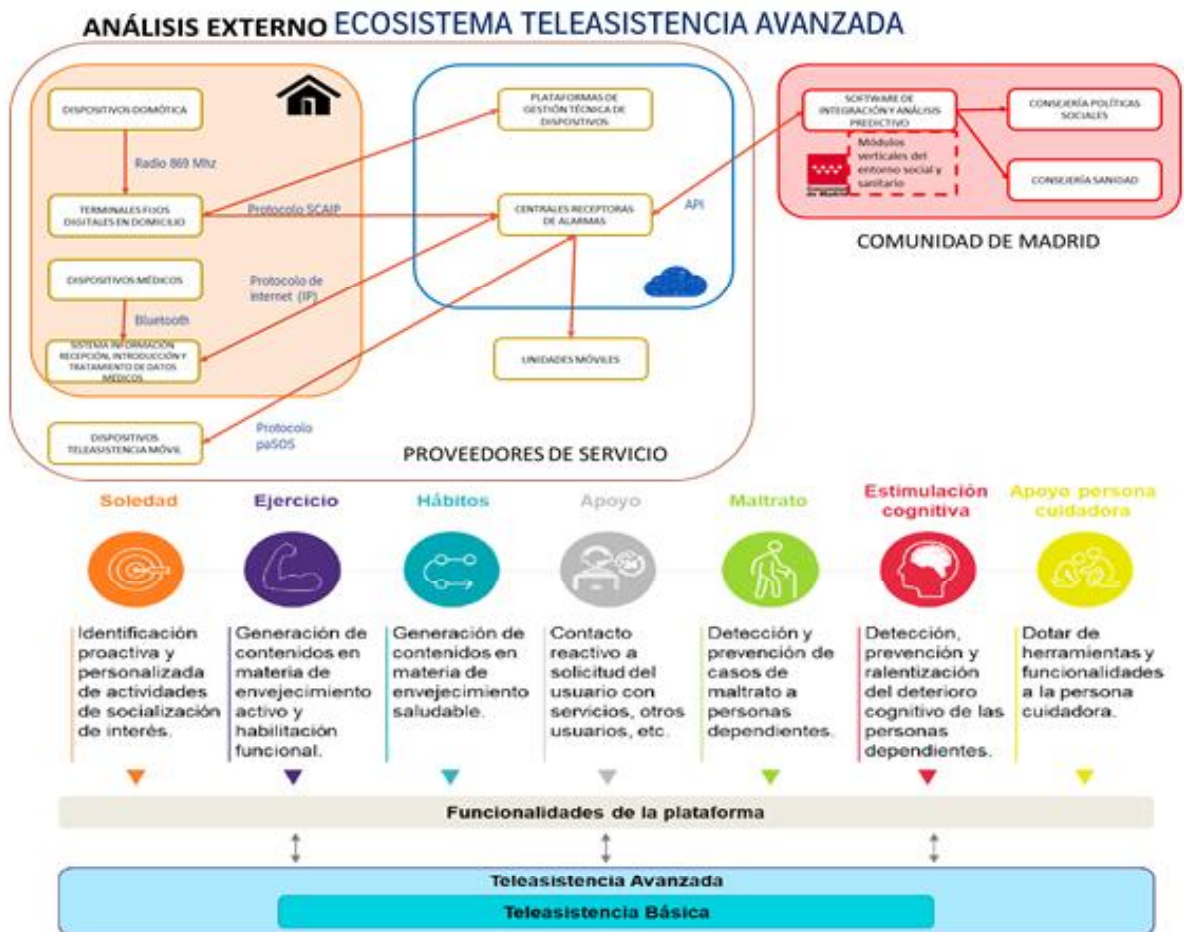 ANÁLISIS EXTERNO ECOSISTEMA TELEASISTENCIA AVANZADA
DISPOSITIVOS DOMÓTICA
Radio 869 Mhz
TERMINALES FIJOS
DIGITALES EN DOMICILIO
Protocolo SCAIP
DISPOSITIVOS MÉDICOS
Bluetooth
Protocolo de
internet (IP)
SISTEMA INFORMACIÓN
RECEPCIÓN, INTRODUCCIÓN Y
TRATAMIENTO DE DATOS
MÉDICOS
DISPOSITIVOS
TELEASISTENCIA MÓVIL
Protocolo
paSOS
PLATAFORMAS DE
GESTIÓN TÉCNICA DE
DISPOSITIVOS
CENTRALES RECEPTORAS
DE ALARMAS
API
UNIDADES MÓVILES
PROVEEDORES DE SERVICIO
SOFTWARE DE
INTEGRACIÓN Y ANÁLISIS
PREDICTIVO
Módulos
verticales del
entorno social y
sanitario
Comunidad
de Madrid
CONSEJERÍA POLÍTICAS
SOCIALES
CONSEJERÍA SANIDAD
COMUNIDAD DE MADRID
Soledad
Identificación
proactiva y
personalizada
de actividades
de socialización
de interés.
Ejercicio
Generación de
contenidos en
materia de
envejecimiento
activo y
habilitación
funcional.
Hábitos
Generación de
contenidos en
materia de
envejecimiento
saludable.
Apoyo
Contacto
reactivo a
solicitud del
usuario con
servicios, otros
usuarios, etc.
Maltrato
Detección y
prevención de
casos de
maltrato a
personas
dependientes.
Estimulación
cognitiva
Detección,
prevención y
ralentización
del deterioro
cognitivo de las
personas
dependientes.
Apoyo persona
cuidadora
Dotar de
herramientas y
funcionalidades
a la persona
cuidadora.
Funcionalidades de la plataforma
Teleasistencia Avanzada
Teleasistencia Básica